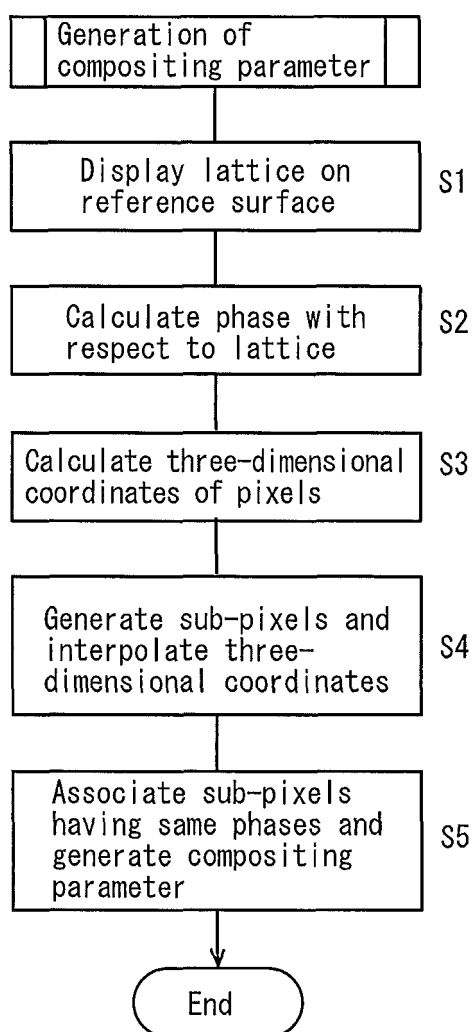 Generation of
compositing parameter
Display lattice on
reference surface
S1
Calculate phase with
respect to lattice
S2
Calculate three-dimensional
coordinates of pixels
S3
Generate sub-pixels and
interpolate three-
dimensional coordinates
S4
Associate sub-pixels
having same phases and
generate compositing
parameter
S5
End